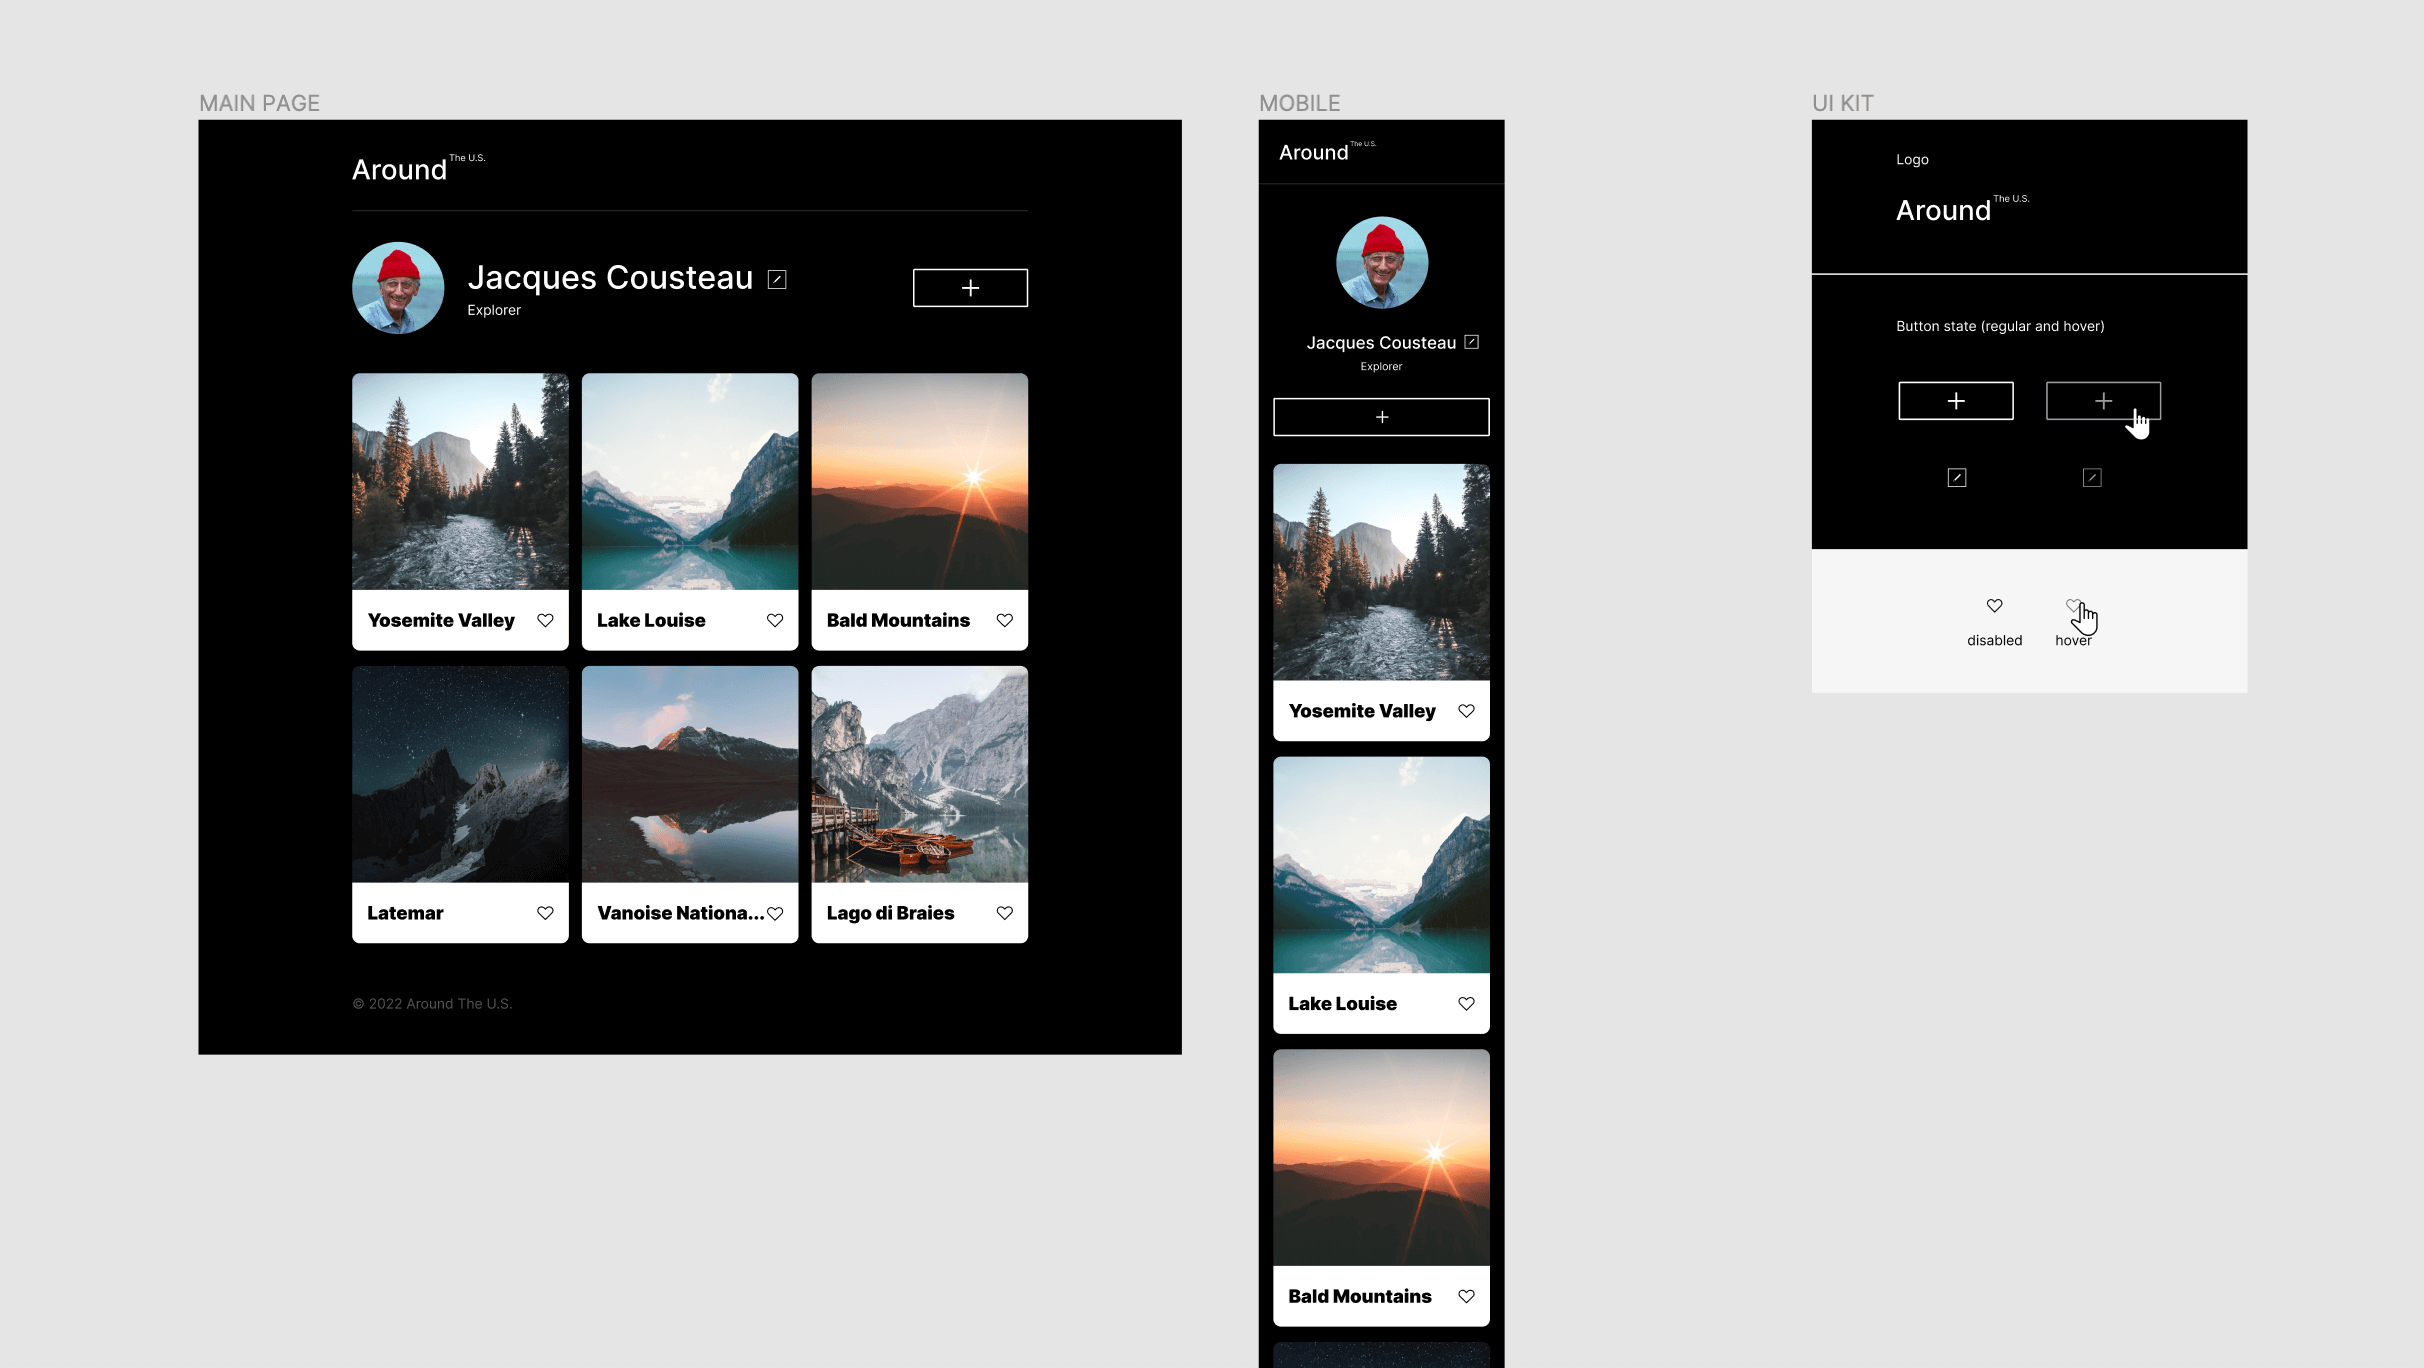 MAIN PAGE
Around The U.S.
Jacques Cousteau
Explorer
Yosemite Valley
Lake Louise
Bald Mountains
Latemar
Vanoise Nationa...
Lago di Braies
© 2022 Around The U.S.
MOBILE
Around The U.S.
Jacques Cousteau
Explorer
Yosemite Valley
Lake Louise
Bald Mountains
UI KIT
Logo
Around The U.S.
Button state (regular and hover)
disabled
hover